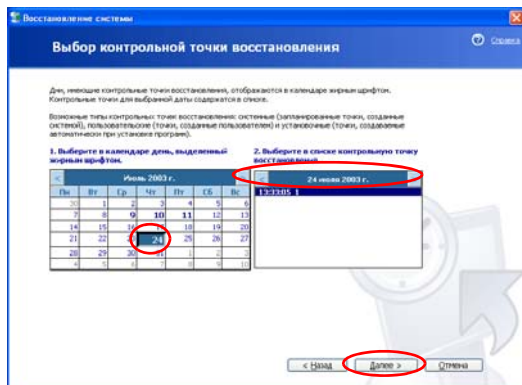 Восстановление системы
Выбор контрольной точки восстановления
Справка
Дни, имеющие контрольные точки восстановления, отображаются в календаре жирным шрифтом.
Контрольные точки для выбранной даты содержатся в списке.
Возможные типы контрольных точек восстановления: системные (запланированные точки, созданные
системой), пользовательские (точки, созданные пользователем) и установочные (точки, создаваемые
автоматически при установке программ).
1. Выберите в календаре день, выделенный
жирным шрифтом.
2. Выберите в списке контрольную точку
восстановления.
< Июль 2003 г.
Пн Вт Ср Чт Пт Сб Вс
30 1 2 3 4 5 6
7 8 9 10 11 12 13
14 15 16 17 18 19 20
21 22 23 24 25 26 27
28 29 30 31 1 2 3
4 5 6 7 8 9 10
< 24 июля 2003 г.
13:33:05 1
< Назад
Далее >
Отмена